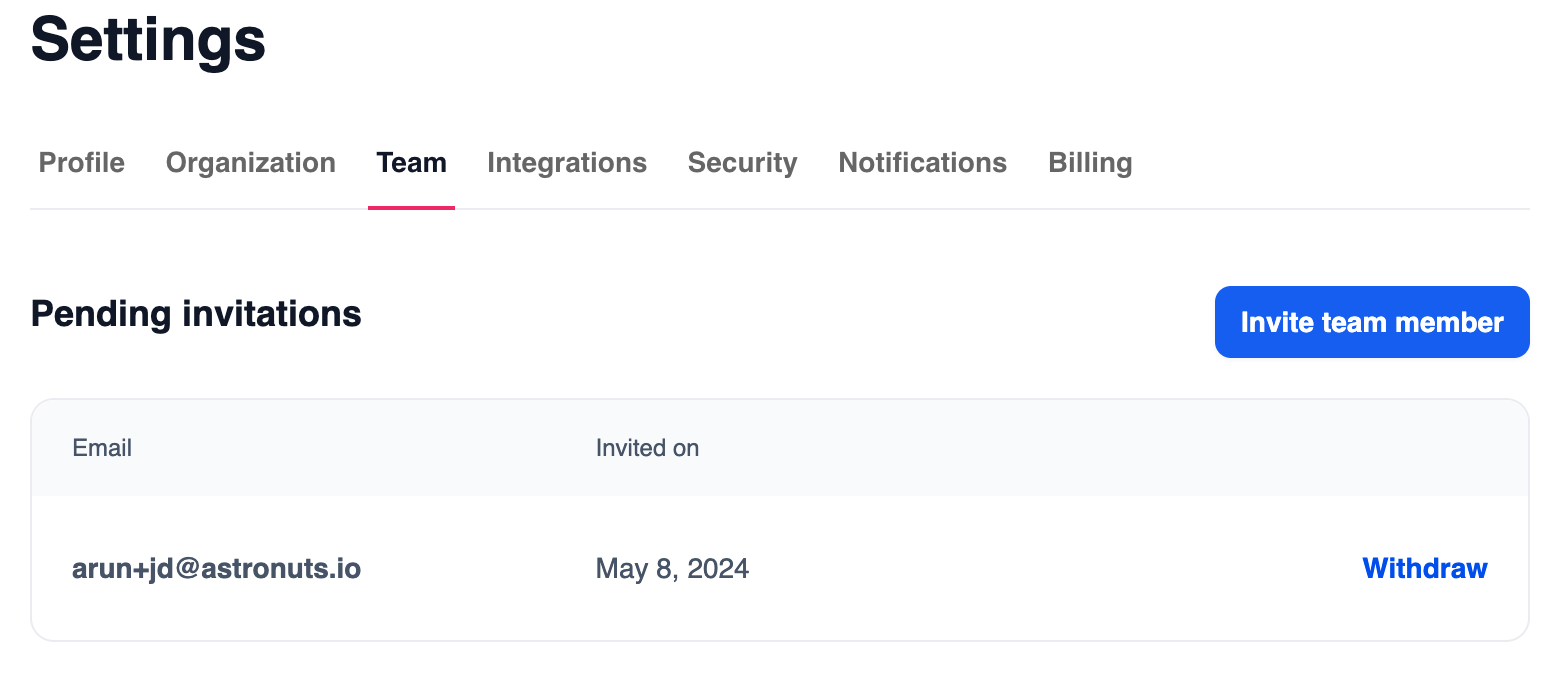 Settings
Profile Organization Team Integrations Security Notifications Billing
Pending invitations
Invite team member
Email Invited on
arun+jd@astronuts.io May 8, 2024 Withdraw